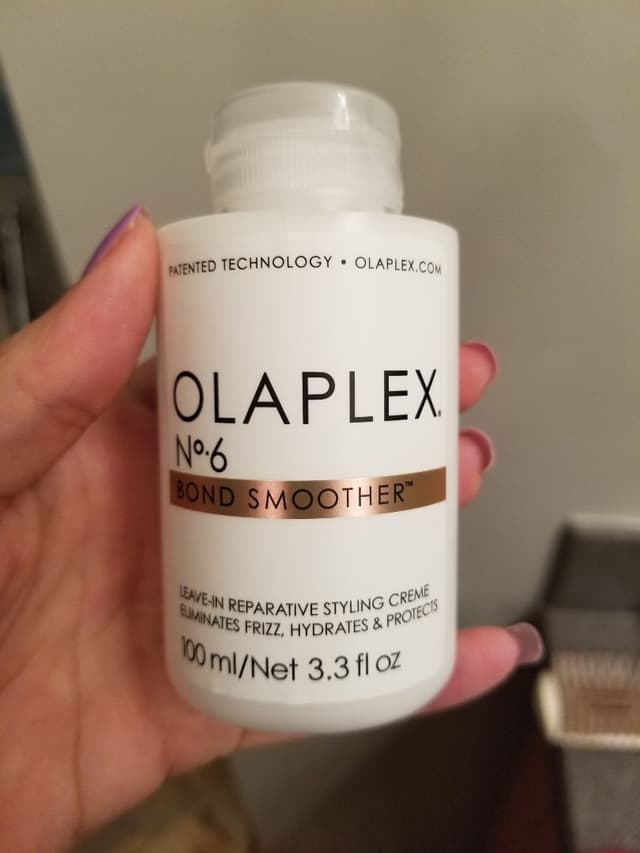 PATENTED TECHNOLOGY • OLAPLEX.COM
OLAPLEX.
Nº.6
BOND SMOOTHER™
LEAVE-IN REPARATIVE STYLING CREME
ELIMINATES FRIZZ, HYDRATES & PROTECTS
100 ml/Net 3.3 fl oz